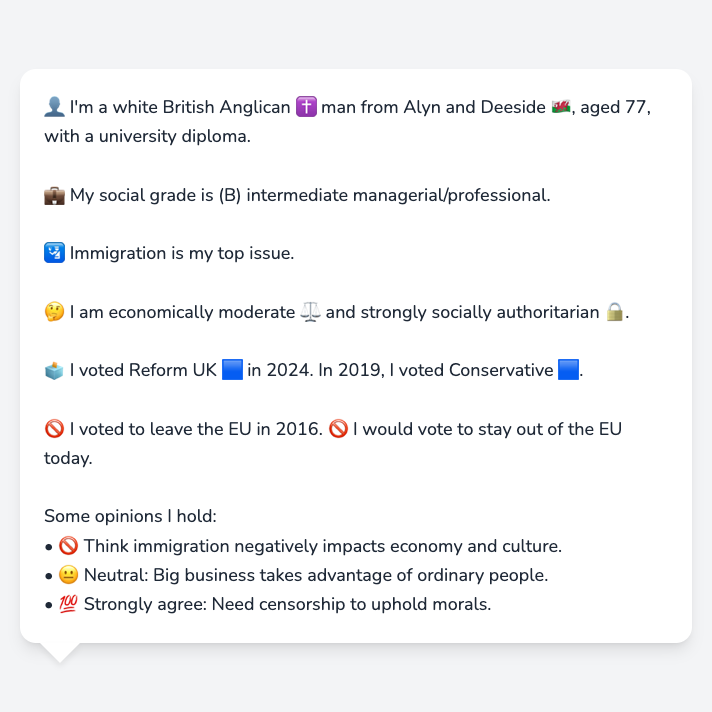 👤 I'm a white British Anglican ✝️ man from Alyn and Deeside 🏴󠁧󠁢󠁷󠁬󠁳󠁿, aged 77,
with a university diploma.
💼 My social grade is (B) intermediate managerial/professional.
🛂 Immigration is my top issue.
🤔 I am economically moderate ⚖️ and strongly socially authoritarian 🔒.
🗳️ I voted Reform UK 🟦 in 2024. In 2019, I voted Conservative 🟦.
🚫 I voted to leave the EU in 2016. 🚫 I would vote to stay out of the EU
today.
Some opinions I hold:
• 🚫 Think immigration negatively impacts economy and culture.
• 😐 Neutral: Big business takes advantage of ordinary people.
• 💯 Strongly agree: Need censorship to uphold morals.